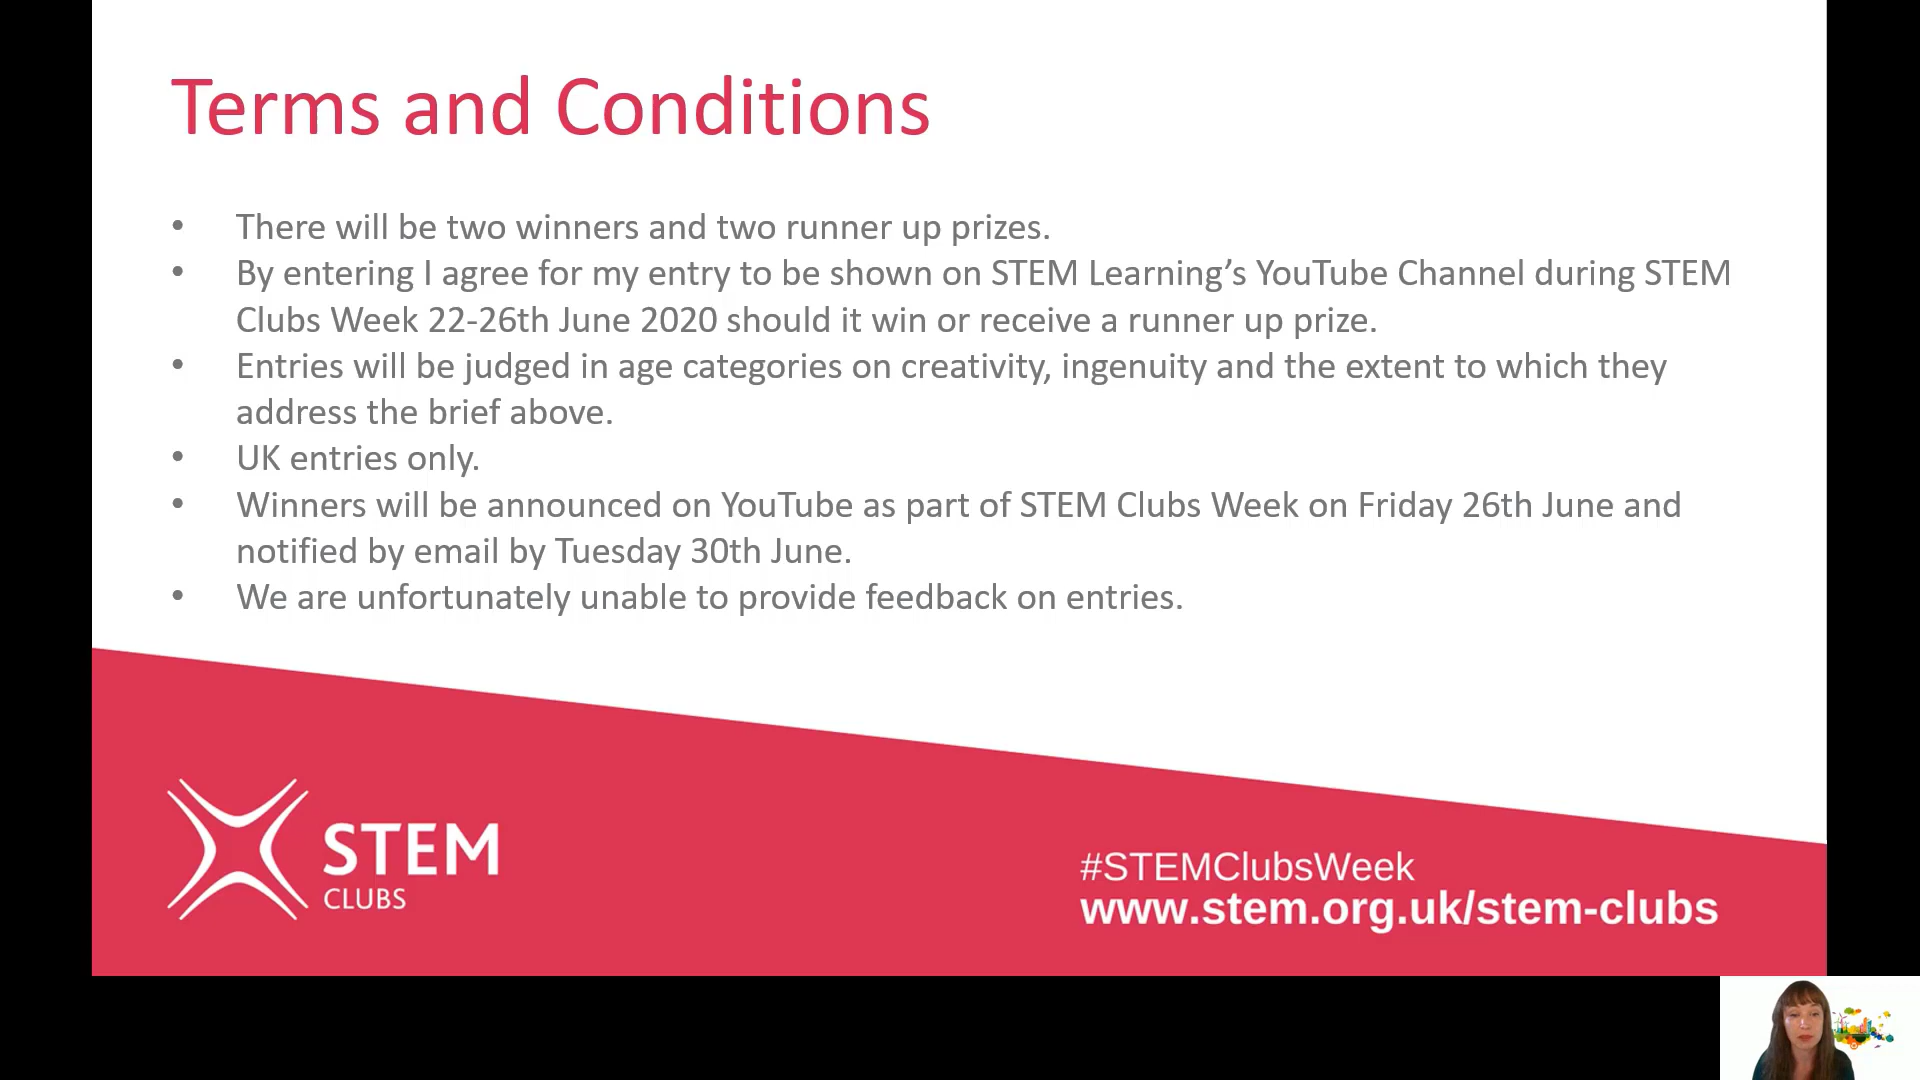 Terms and Conditions
• There will be two winners and two runner up prizes.
• By entering I agree for my entry to be shown on STEM Learning’s YouTube Channel during STEM
Clubs Week 22-26th June 2020 should it win or receive a runner up prize.
• Entries will be judged in age categories on creativity, ingenuity and the extent to which they
address the brief above.
• UK entries only.
• Winners will be announced on YouTube as part of STEM Clubs Week on Friday 26th June and
notified by email by Tuesday 30th June.
• We are unfortunately unable to provide feedback on entries.
STEM
CLUBS
#STEMClubsWeek
www.stem.org.uk/stem-clubs